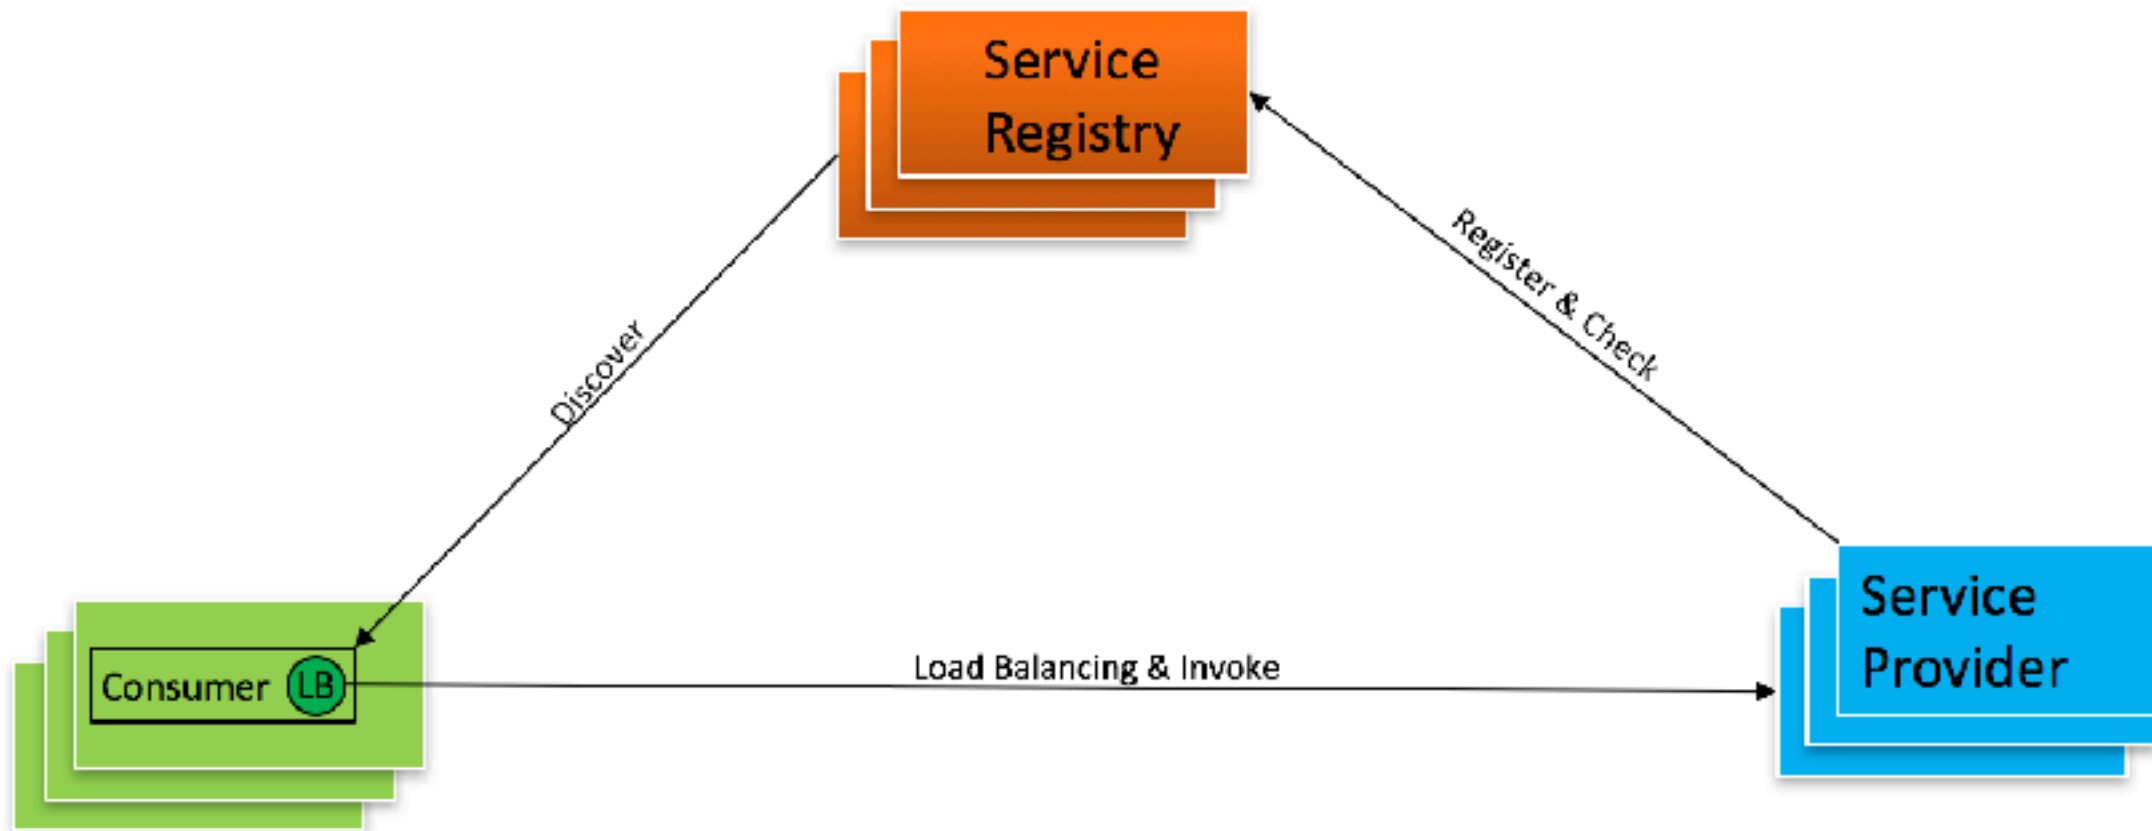 Service
Registry
Register & Check
Discover
Service
Provider
Load Balancing & Invoke
Consumer
LB